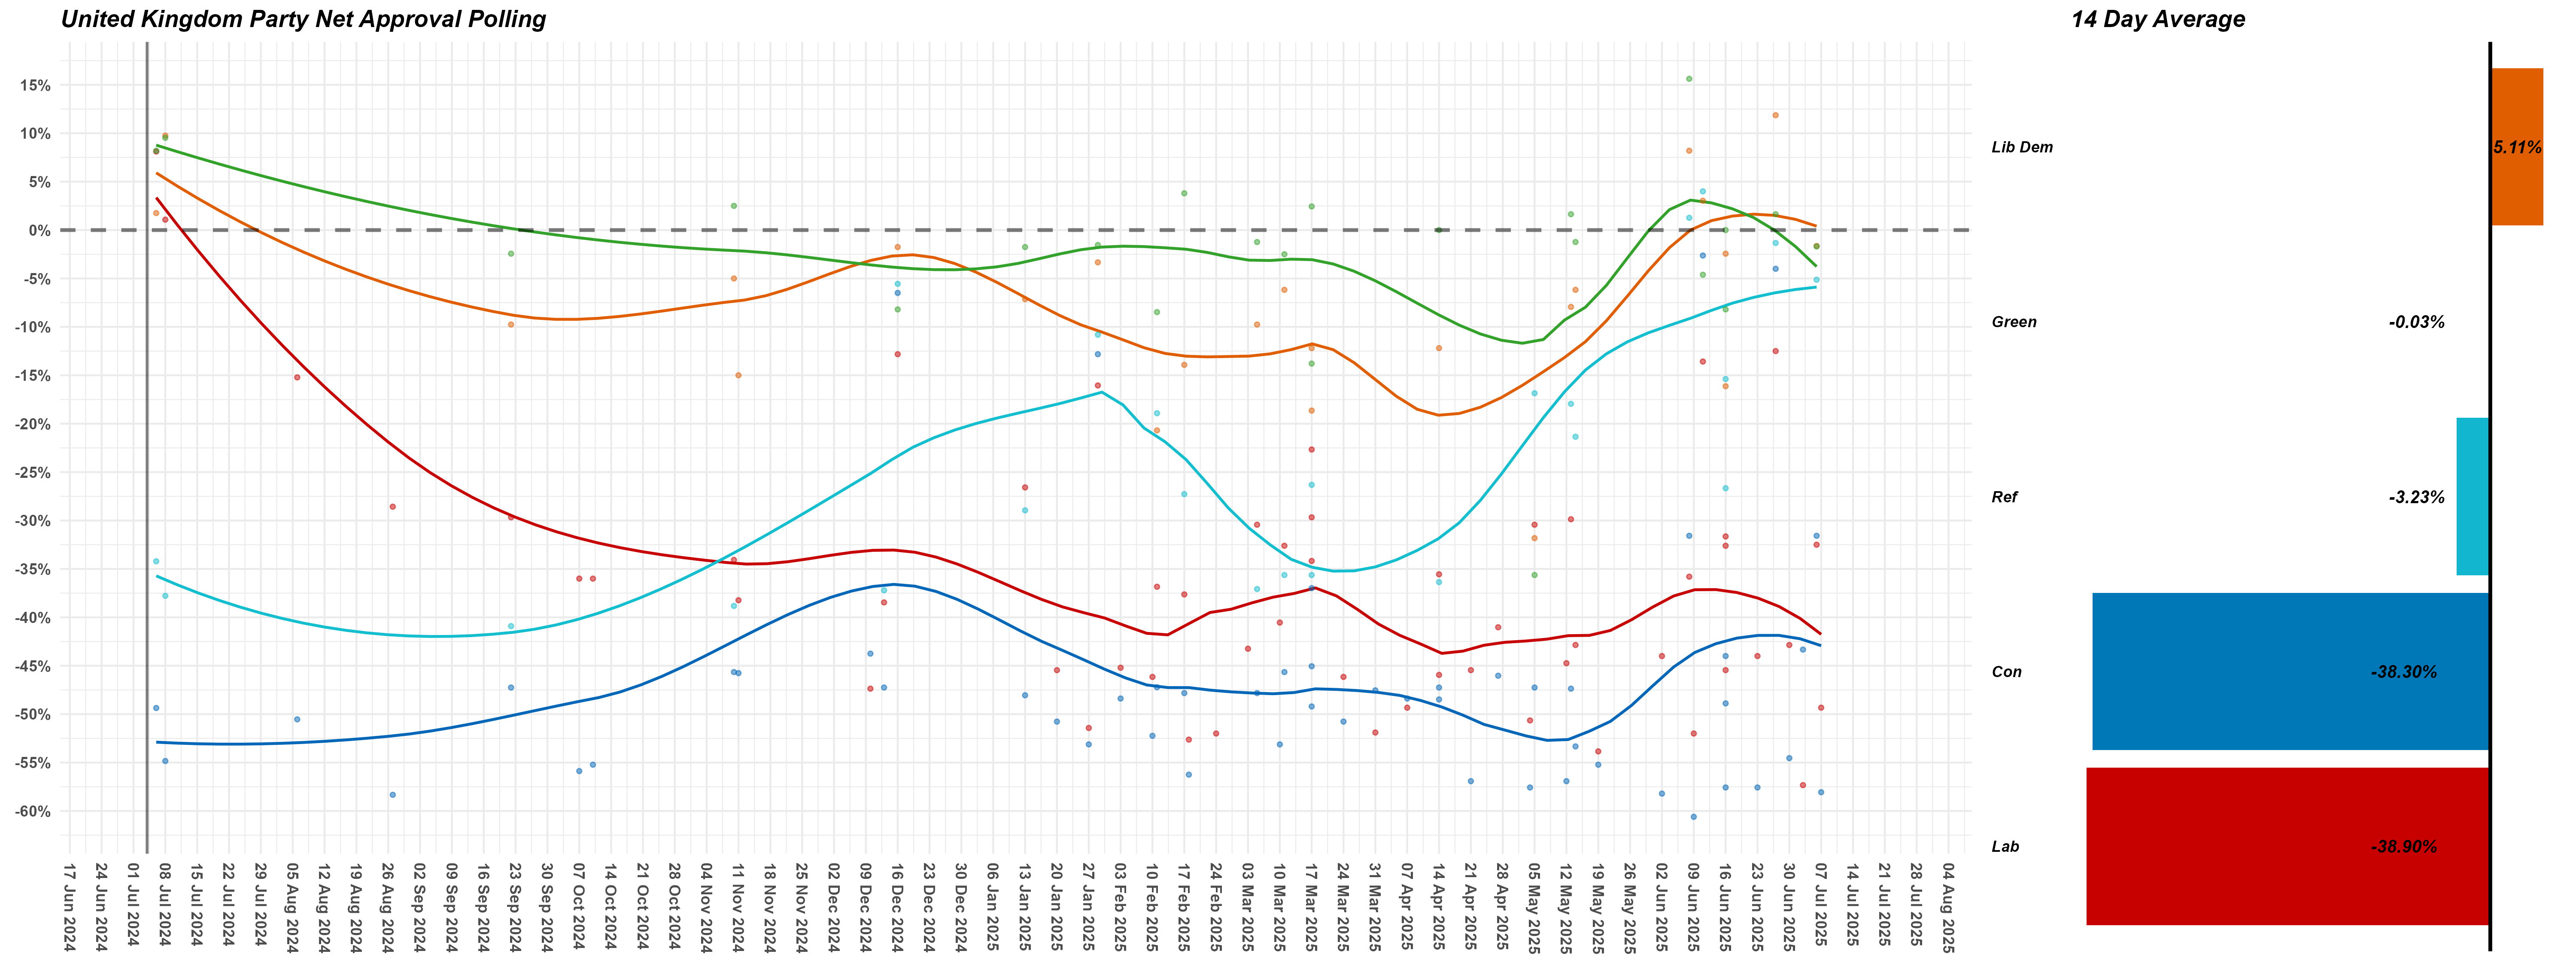 United Kingdom Party Net Approval Polling
14 Day Average
15%
10%
5%
0%
-5%
-10%
-15%
-20%
-25%
-30%
-35%
-40%
-45%
-50%
-55%
-60%
17 Jun 2024
24 Jun 2024
01 Jul 2024
08 Jul 2024
15 Jul 2024
22 Jul 2024
29 Jul 2024
05 Aug 2024
12 Aug 2024
19 Aug 2024
26 Aug 2024
02 Sep 2024
09 Sep 2024
16 Sep 2024
23 Sep 2024
30 Sep 2024
07 Oct 2024
14 Oct 2024
21 Oct 2024
28 Oct 2024
04 Nov 2024
11 Nov 2024
18 Nov 2024
25 Nov 2024
02 Dec 2024
09 Dec 2024
16 Dec 2024
23 Dec 2024
30 Dec 2024
06 Jan 2025
13 Jan 2025
20 Jan 2025
27 Jan 2025
03 Feb 2025
10 Feb 2025
17 Feb 2025
24 Feb 2025
03 Mar 2025
10 Mar 2025
17 Mar 2025
24 Mar 2025
31 Mar 2025
07 Apr 2025
14 Apr 2025
21 Apr 2025
28 Apr 2025
05 May 2025
12 May 2025
19 May 2025
26 May 2025
02 Jun 2025
09 Jun 2025
16 Jun 2025
23 Jun 2025
30 Jun 2025
07 Jul 2025
14 Jul 2025
21 Jul 2025
28 Jul 2025
04 Aug 2025
Lib Dem
5.11%
Green
-0.03%
Ref
-3.23%
Con
-38.30%
Lab
-38.90%